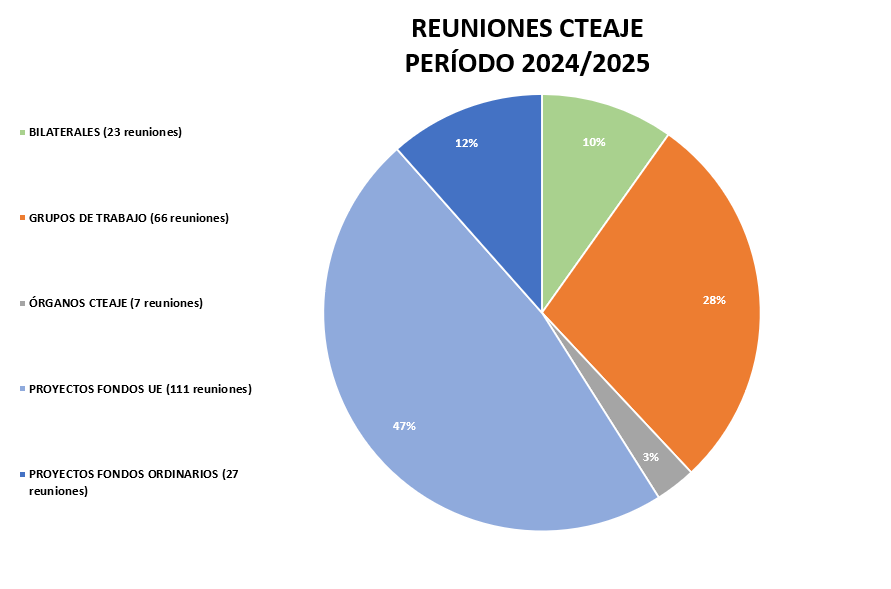 REUNIONES CTEAJE
PERÍODO 2024/2025
BILATERALES (23 reuniones)
GRUPOS DE TRABAJO (66 reuniones)
ÓRGANOS CTEAJE (7 reuniones)
PROYECTOS FONDOS UE (111 reuniones)
PROYECTOS FONDOS ORDINARIOS (27
reuniones)
12%
10%
28%
47%
3%